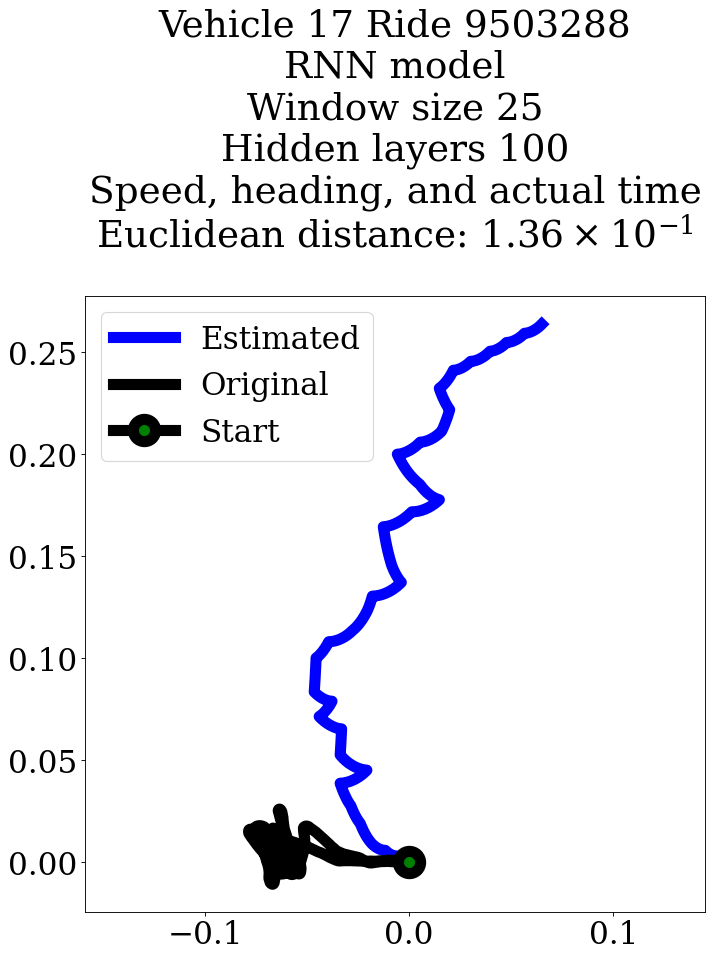 Vehicle 17 Ride 9503288
RNN model
Window size 25
Hidden layers 100
Speed, heading, and actual time
Euclidean distance: 1.36 × 10⁻¹
Estimated
Original
Start
0.25
0.20
0.15
0.10
0.05
0.00
−0.1 0.0 0.1